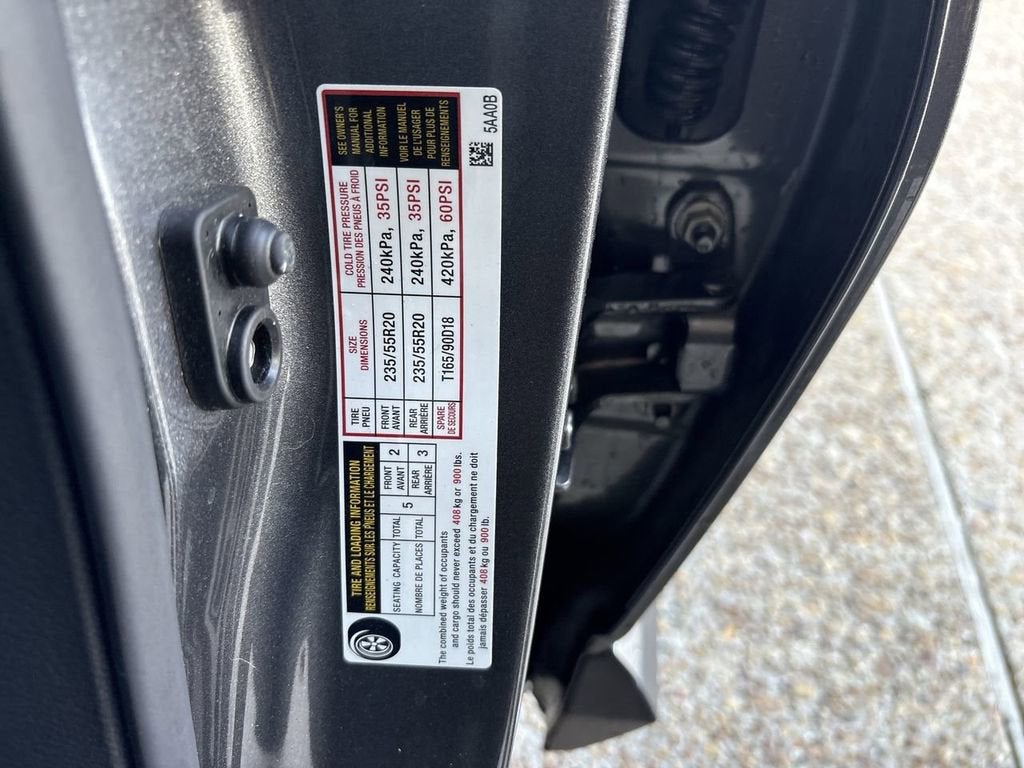 TIRE AND LOADING INFORMATION
RENSEIGNEMENTS SUR LES PNEUS ET LE CHARGEMENT
SEATING CAPACITY
NOMBRE DE PLACES
TOTAL
TOTAL
5
FRONT
AVANT
2
REAR
ARRIÈRE
3
The combined weight of occupants
and cargo should never exceed 408kg or 900lbs.
Le poids total des occupants et du chargement ne doit
jamais dépasser 408kg ou 900lb.
TIRE
PNEU
SIZE
DIMENSIONS
COLD TIRE PRESSURE
PRESSION DES PNEUS À FROID
FRONT
AVANT
235/55R20
240kPa, 35PSI
REAR
ARRIÈRE
235/55R20
240kPa, 35PSI
SPARE
DE SECOURS
T165/90D18
420kPa, 60PSI
SEE OWNER'S
MANUAL FOR
ADDITIONAL
INFORMATION
VOIR LE MANUEL
DE L'USAGER
POUR PLUS DE
RENSEIGNEMENTS
5AA0B